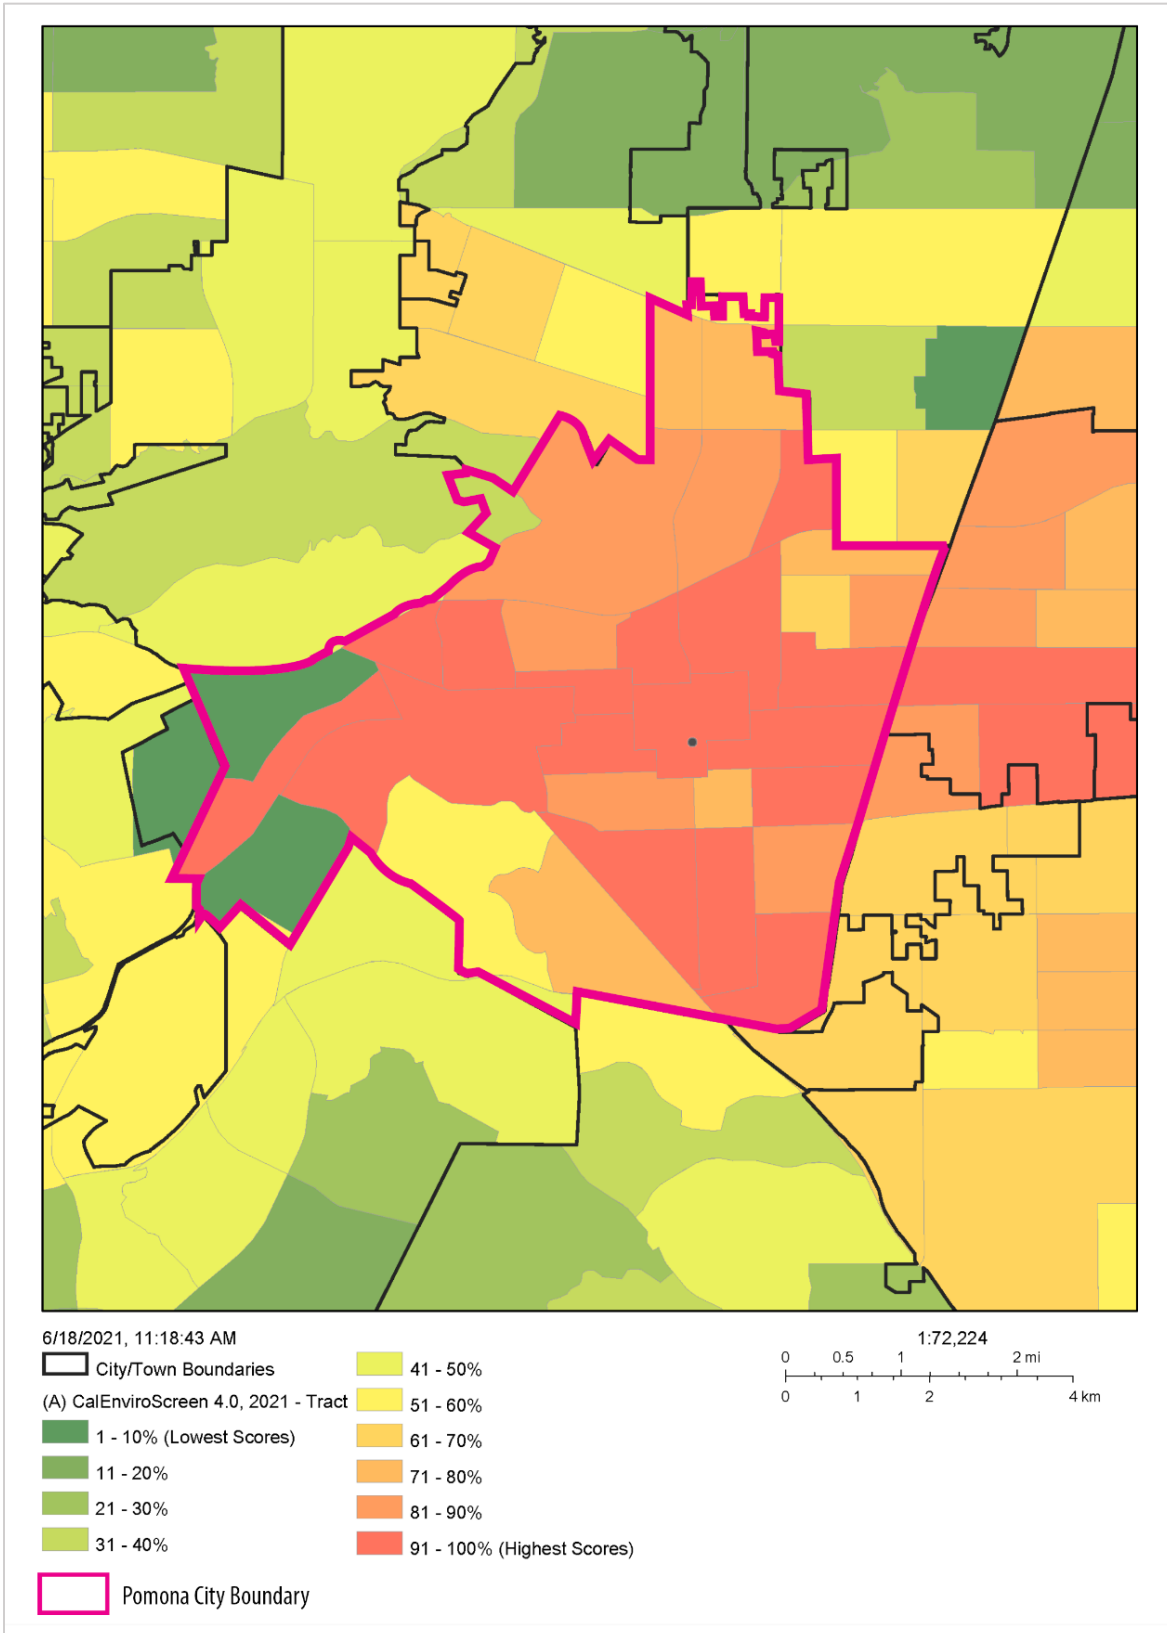 6/18/2021, 11:18:43 AM
1:72,224
City/Town Boundaries
(A) CalEnviroScreen 4.0, 2021 - Tract
1 - 10% (Lowest Scores)
11 - 20%
21 - 30%
31 - 40%
41 - 50%
51 - 60%
61 - 70%
71 - 80%
81 - 90%
91 - 100% (Highest Scores)
0 0.5 1 2 mi
0 1 2 4 km
Pomona City Boundary